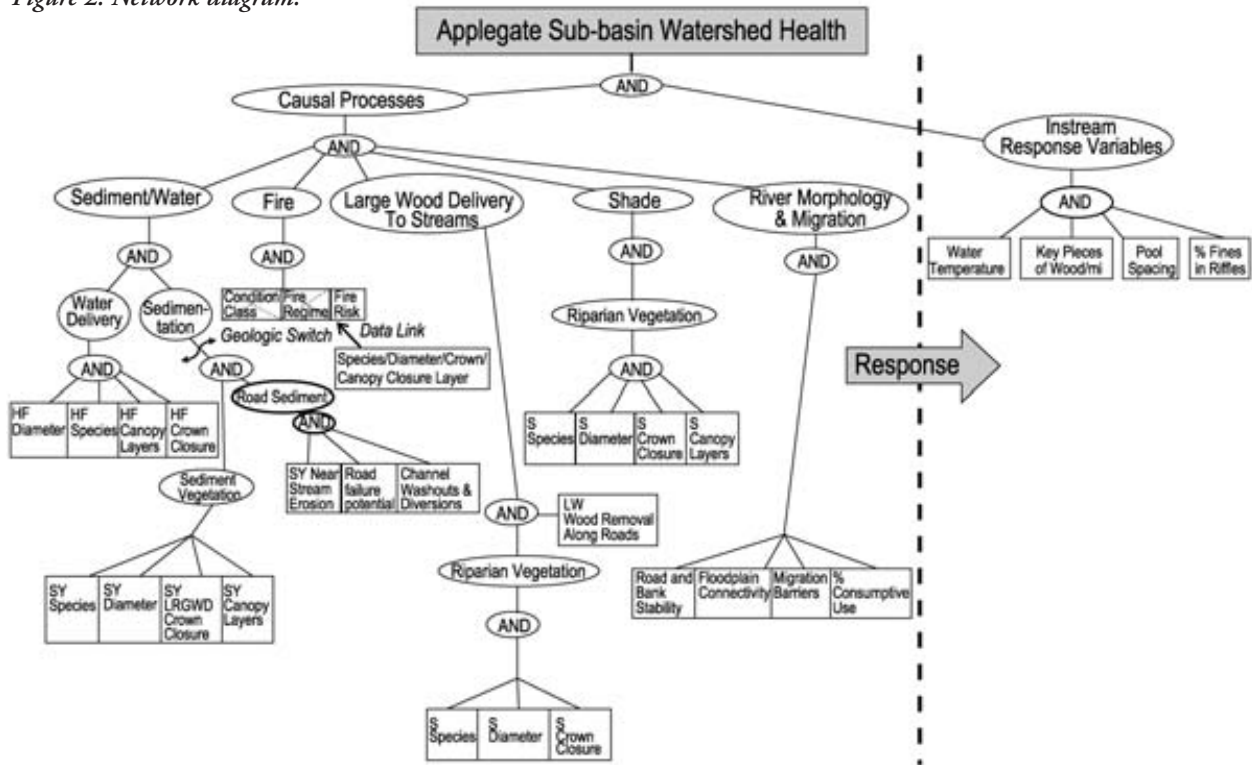 Figure 2. Network diagram.
Applegate Sub-basin Watershed Health
AND
Causal Processes
Instream
Response Variables
AND
AND
Sediment/Water
Fire
Large Wood Delivery
To Streams
Shade
River Morphology
& Migration
AND
AND
AND
AND
Water
Temperature
Key Pieces
of Wood/mi
Pool
Spacing
% Fines
in Riffles
Water
Delivery
Sedimen-
tation
Condition
Class
Fire
Regime
Fire
Risk
Riparian Vegetation
Geologic Switch
Data Link
Species/Diameter/Crown/
Canopy Closure Layer
Response
AND
AND
AND
Road Sediment
AND
HF
Diameter
HF
Species
HF
Canopy
Layers
HF
Crown
Closure
S
Species
S
Diameter
S
Crown
Closure
S
Canopy
Layers
Sediment
Vegetation
SY Near
Stream
Erosion
Road
failure
potential
Channel
Washouts &
Diversions
AND
LW
Wood Removal
Along Roads
Riparian Vegetation
Road and
Bank
Stability
Floodplain
Connectivity
Migration
Barriers
%
Consumptive
Use
SY
Species
SY
Diameter
SY
LRGWD
Crown
Closure
SY
Canopy
Layers
AND
S
Species
S
Diameter
S
Crown
Closure